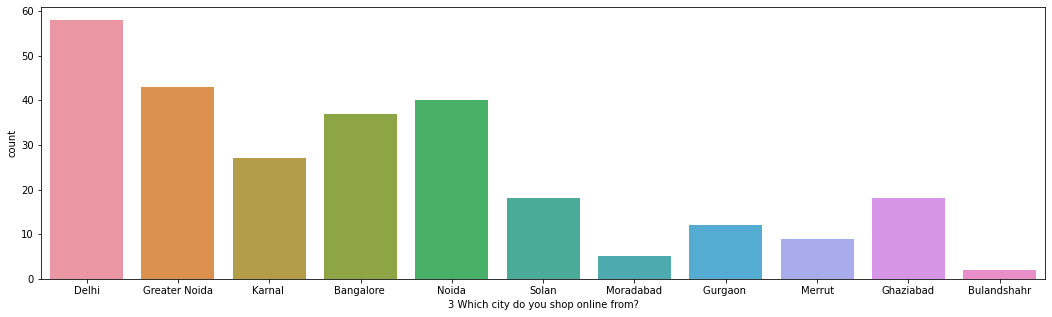 60
50
40
30
20
10
0
count
Delhi Greater Noida Karnal Bangalore Noida Solan Moradabad Gurgaon Merrut Ghaziabad Bulandshahr
3 Which city do you shop online from?